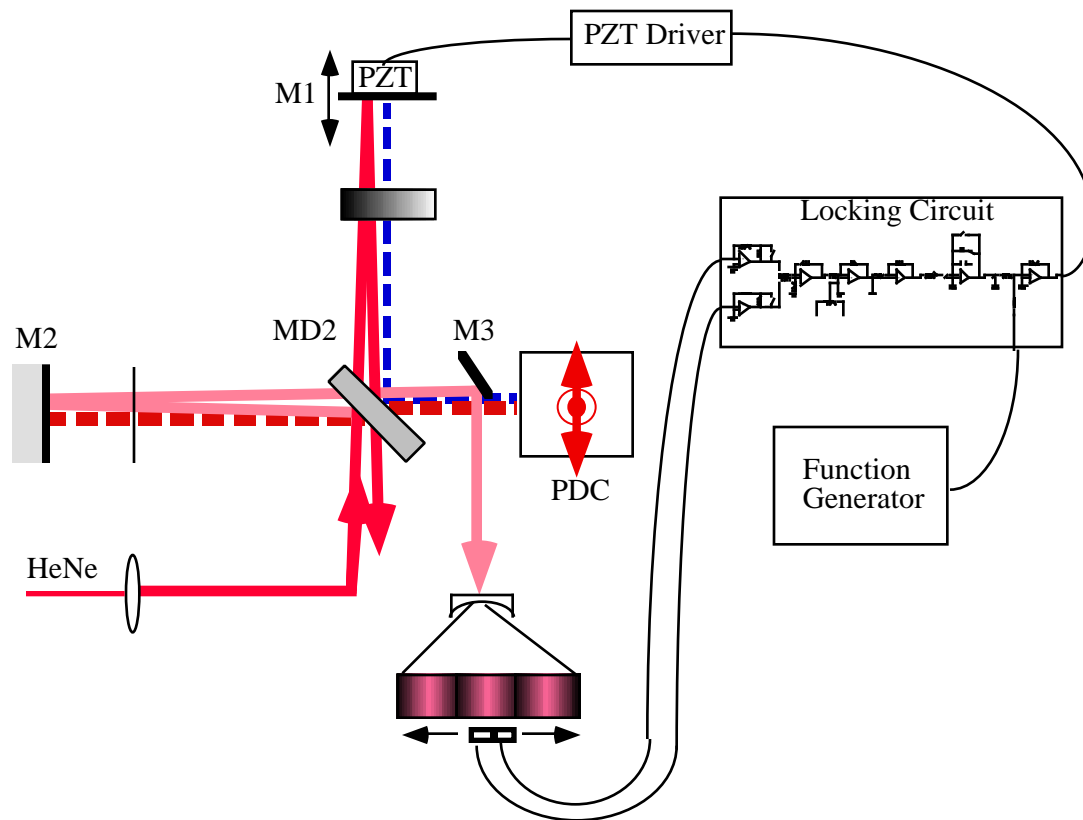 PZT Driver
PZT
M1
Locking Circuit
MD2
M3
M2
PDC
Function
Generator
HeNe